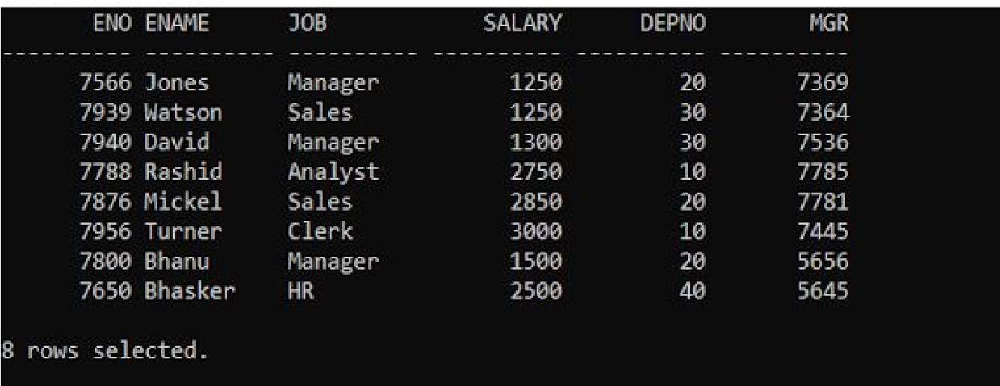 ENO ENAME JOB SALARY DEPNO MGR
---------- ---------- ---------- ---------- ---------- ----------
7566 Jones Manager 1250 20 7369
7939 Watson Sales 1250 30 7364
7940 David Manager 1300 30 7536
7788 Rashid Analyst 2750 10 7785
7876 Mickel Sales 2850 20 7781
7956 Turner Clerk 3000 10 7445
7800 Bhanu Manager 1500 20 5656
7650 Bhasker HR 2500 40 5645
8 rows selected.